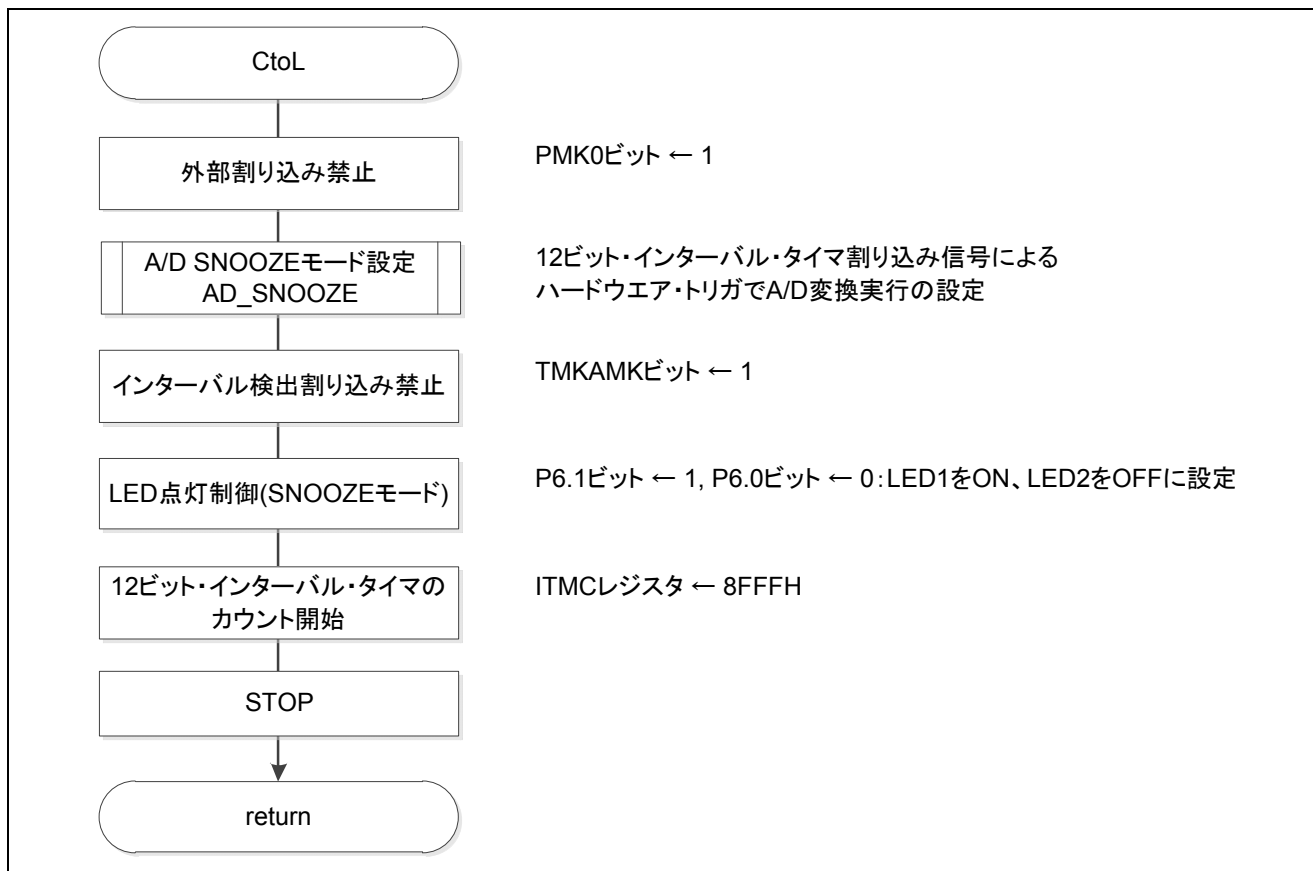 CtoL
外部割り込み禁止
PMK0ビット ← 1
A/D SNOOZEモード設定
AD_SNOOZE
12ビット・インターバル・タイマ割り込み信号による
ハードウエア・トリガでA/D変換実行の設定
インターバル検出割り込み禁止
TMKAMKビット ← 1
LED点灯制御(SNOOZEモード)
P6.1ビット ← 1, P6.0ビット ← 0：LED1をON、LED2をOFFに設定
12ビット・インターバル・タイマの
カウント開始
ITMCレジスタ ← 8FFFH
STOP
return